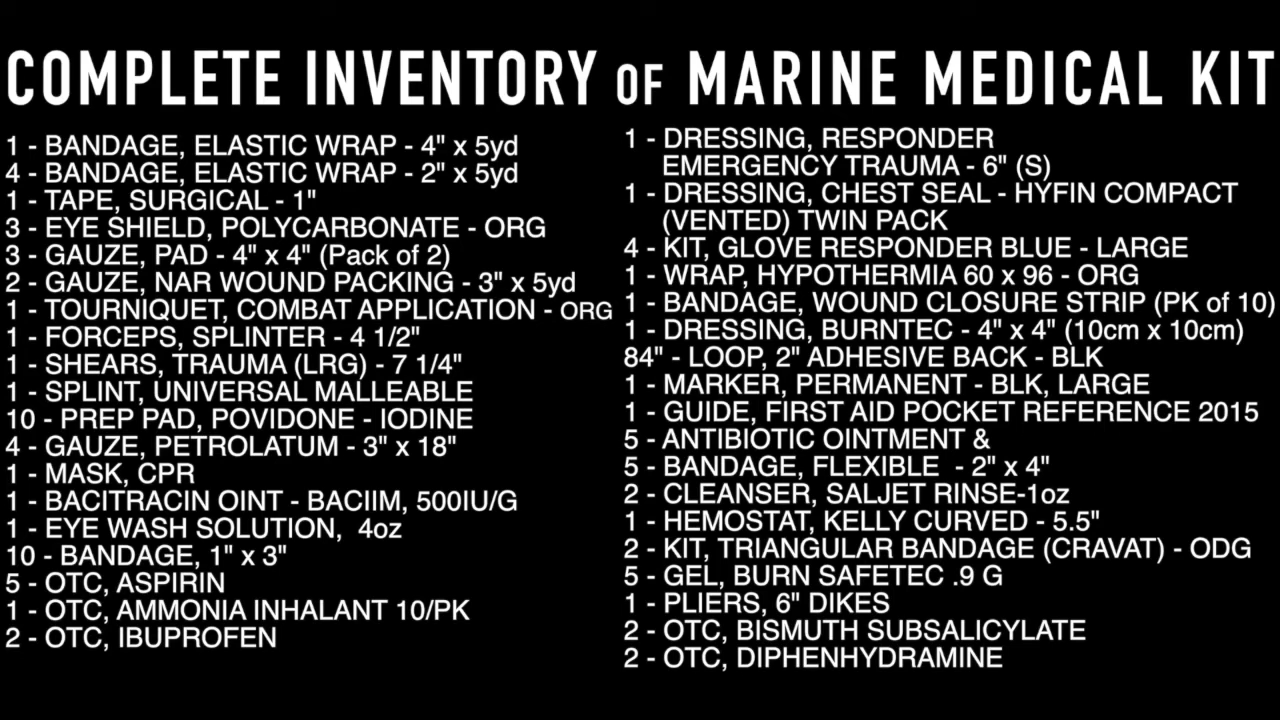 COMPLETE INVENTORY OF MARINE MEDICAL KIT
1 - BANDAGE, ELASTIC WRAP - 4" x 5yd
4 - BANDAGE, ELASTIC WRAP - 2" x 5yd
1 - TAPE, SURGICAL - 1"
3 - EYE SHIELD, POLYCARBONATE - ORG
3 - GAUZE, PAD - 4" x 4" (Pack of 2)
2 - GAUZE, NAR WOUND PACKING - 3" x 5yd
1 - TOURNIQUET, COMBAT APPLICATION - ORG
1 - FORCEPS, SPLINTER - 4 1/2"
1 - SHEARS, TRAUMA (LRG) - 7 1/4"
1 - SPLINT, UNIVERSAL MALLEABLE
10 - PREP PAD, POVIDONE - IODINE
4 - GAUZE, PETROLATUM - 3" x 18"
1 - MASK, CPR
1 - BACITRACIN OINT - BACIIM, 500IU/G
1 - EYE WASH SOLUTION, 4oz
10 - BANDAGE, 1" x 3"
5 - OTC, ASPIRIN
1 - OTC, AMMONIA INHALANT 10/PK
2 - OTC, IBUPROFEN
1 - DRESSING, RESPONDER
EMERGENCY TRAUMA - 6" (S)
1 - DRESSING, CHEST SEAL - HYFIN COMPACT
(VENTED) TWIN PACK
4 - KIT, GLOVE RESPONDER BLUE - LARGE
1 - WRAP, HYPOTHERMIA 60 x 96 - ORG
1 - BANDAGE, WOUND CLOSURE STRIP (PK of 10)
1 - DRESSING, BURNTEC - 4" x 4" (10cm x 10cm)
84" - LOOP, 2" ADHESIVE BACK - BLK
1 - MARKER, PERMANENT - BLK, LARGE
1 - GUIDE, FIRST AID POCKET REFERENCE 2015
5 - ANTIBIOTIC OINTMENT &
5 - BANDAGE, FLEXIBLE - 2" x 4"
2 - CLEANSER, SALJET RINSE-1oz
1 - HEMOSTAT, KELLY CURVED - 5.5"
2 - KIT, TRIANGULAR BANDAGE (CRAVAT) - ODG
5 - GEL, BURN SAFETEC .9 G
1 - PLIERS, 6" DIKES
2 - OTC, BISMUTH SUBSALICYLATE
2 - OTC, DIPHENHYDRAMINE